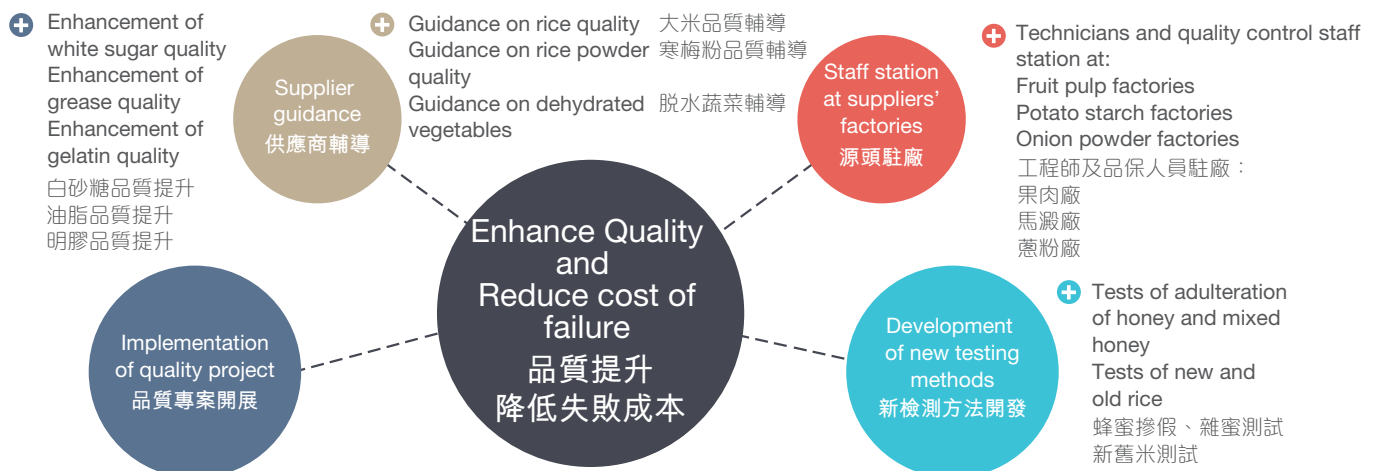 Enhancement of
white sugar quality
Enhancement of
grease quality
Enhancement of
gelatin quality
白砂糖品質提升
油脂品質提升
明膠品質提升
Supplier
guidance
供應商輔導
Guidance on rice quality 大米品質輔導
Guidance on rice powder 寒梅粉品質輔導
quality
Guidance on dehydrated 脫水蔬菜輔導
vegetables
Staff station
at suppliers’
factories
源頭駐廠
Technicians and quality control staff
station at:
Fruit pulp factories
Potato starch factories
Onion powder factories
工程師及品保人員駐廠：
果肉廠
馬澱廠
蔥粉廠
Enhance Quality
and
Reduce cost of
failure
品質提升
降低失敗成本
Implementation
of quality project
品質專案開展
Development
of new testing
methods
新檢測方法開發
Tests of adulteration
of honey and mixed
honey
Tests of new and
old rice
蜂蜜摻假、雜蜜測試
新舊米測試